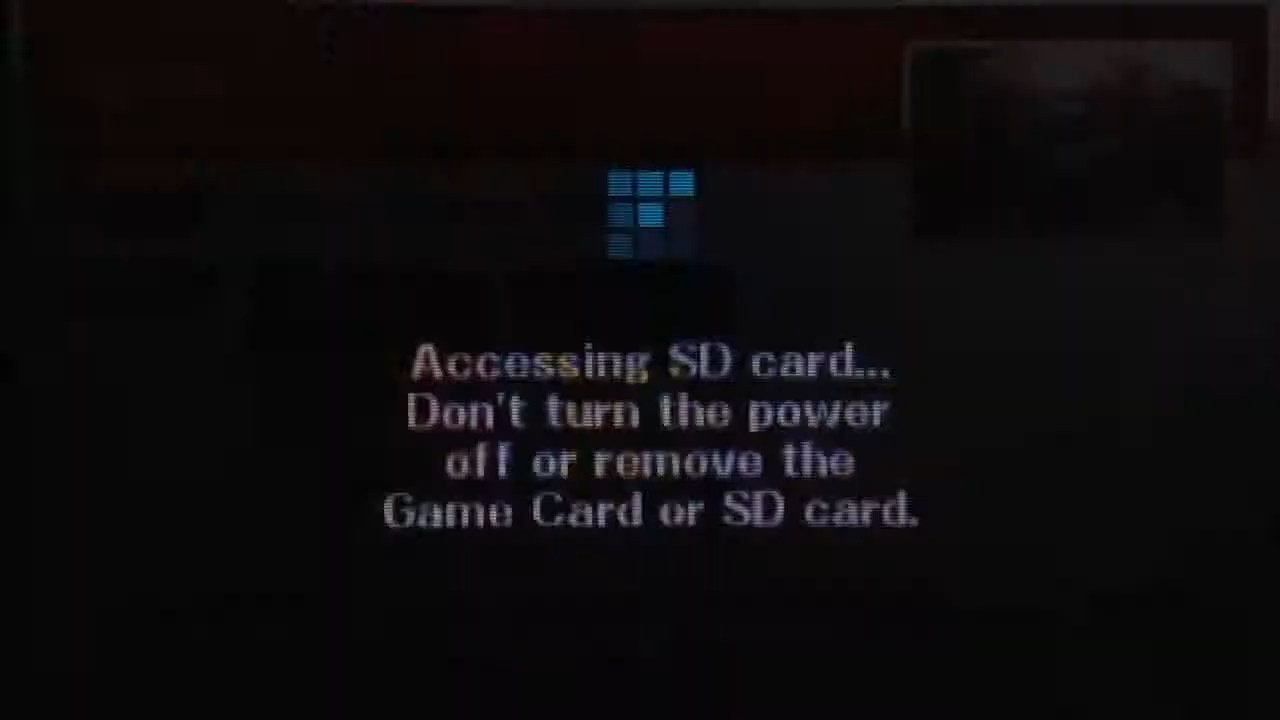 Accessing SD card...
Don't turn the power
off or remove the
Game Card or SD card.